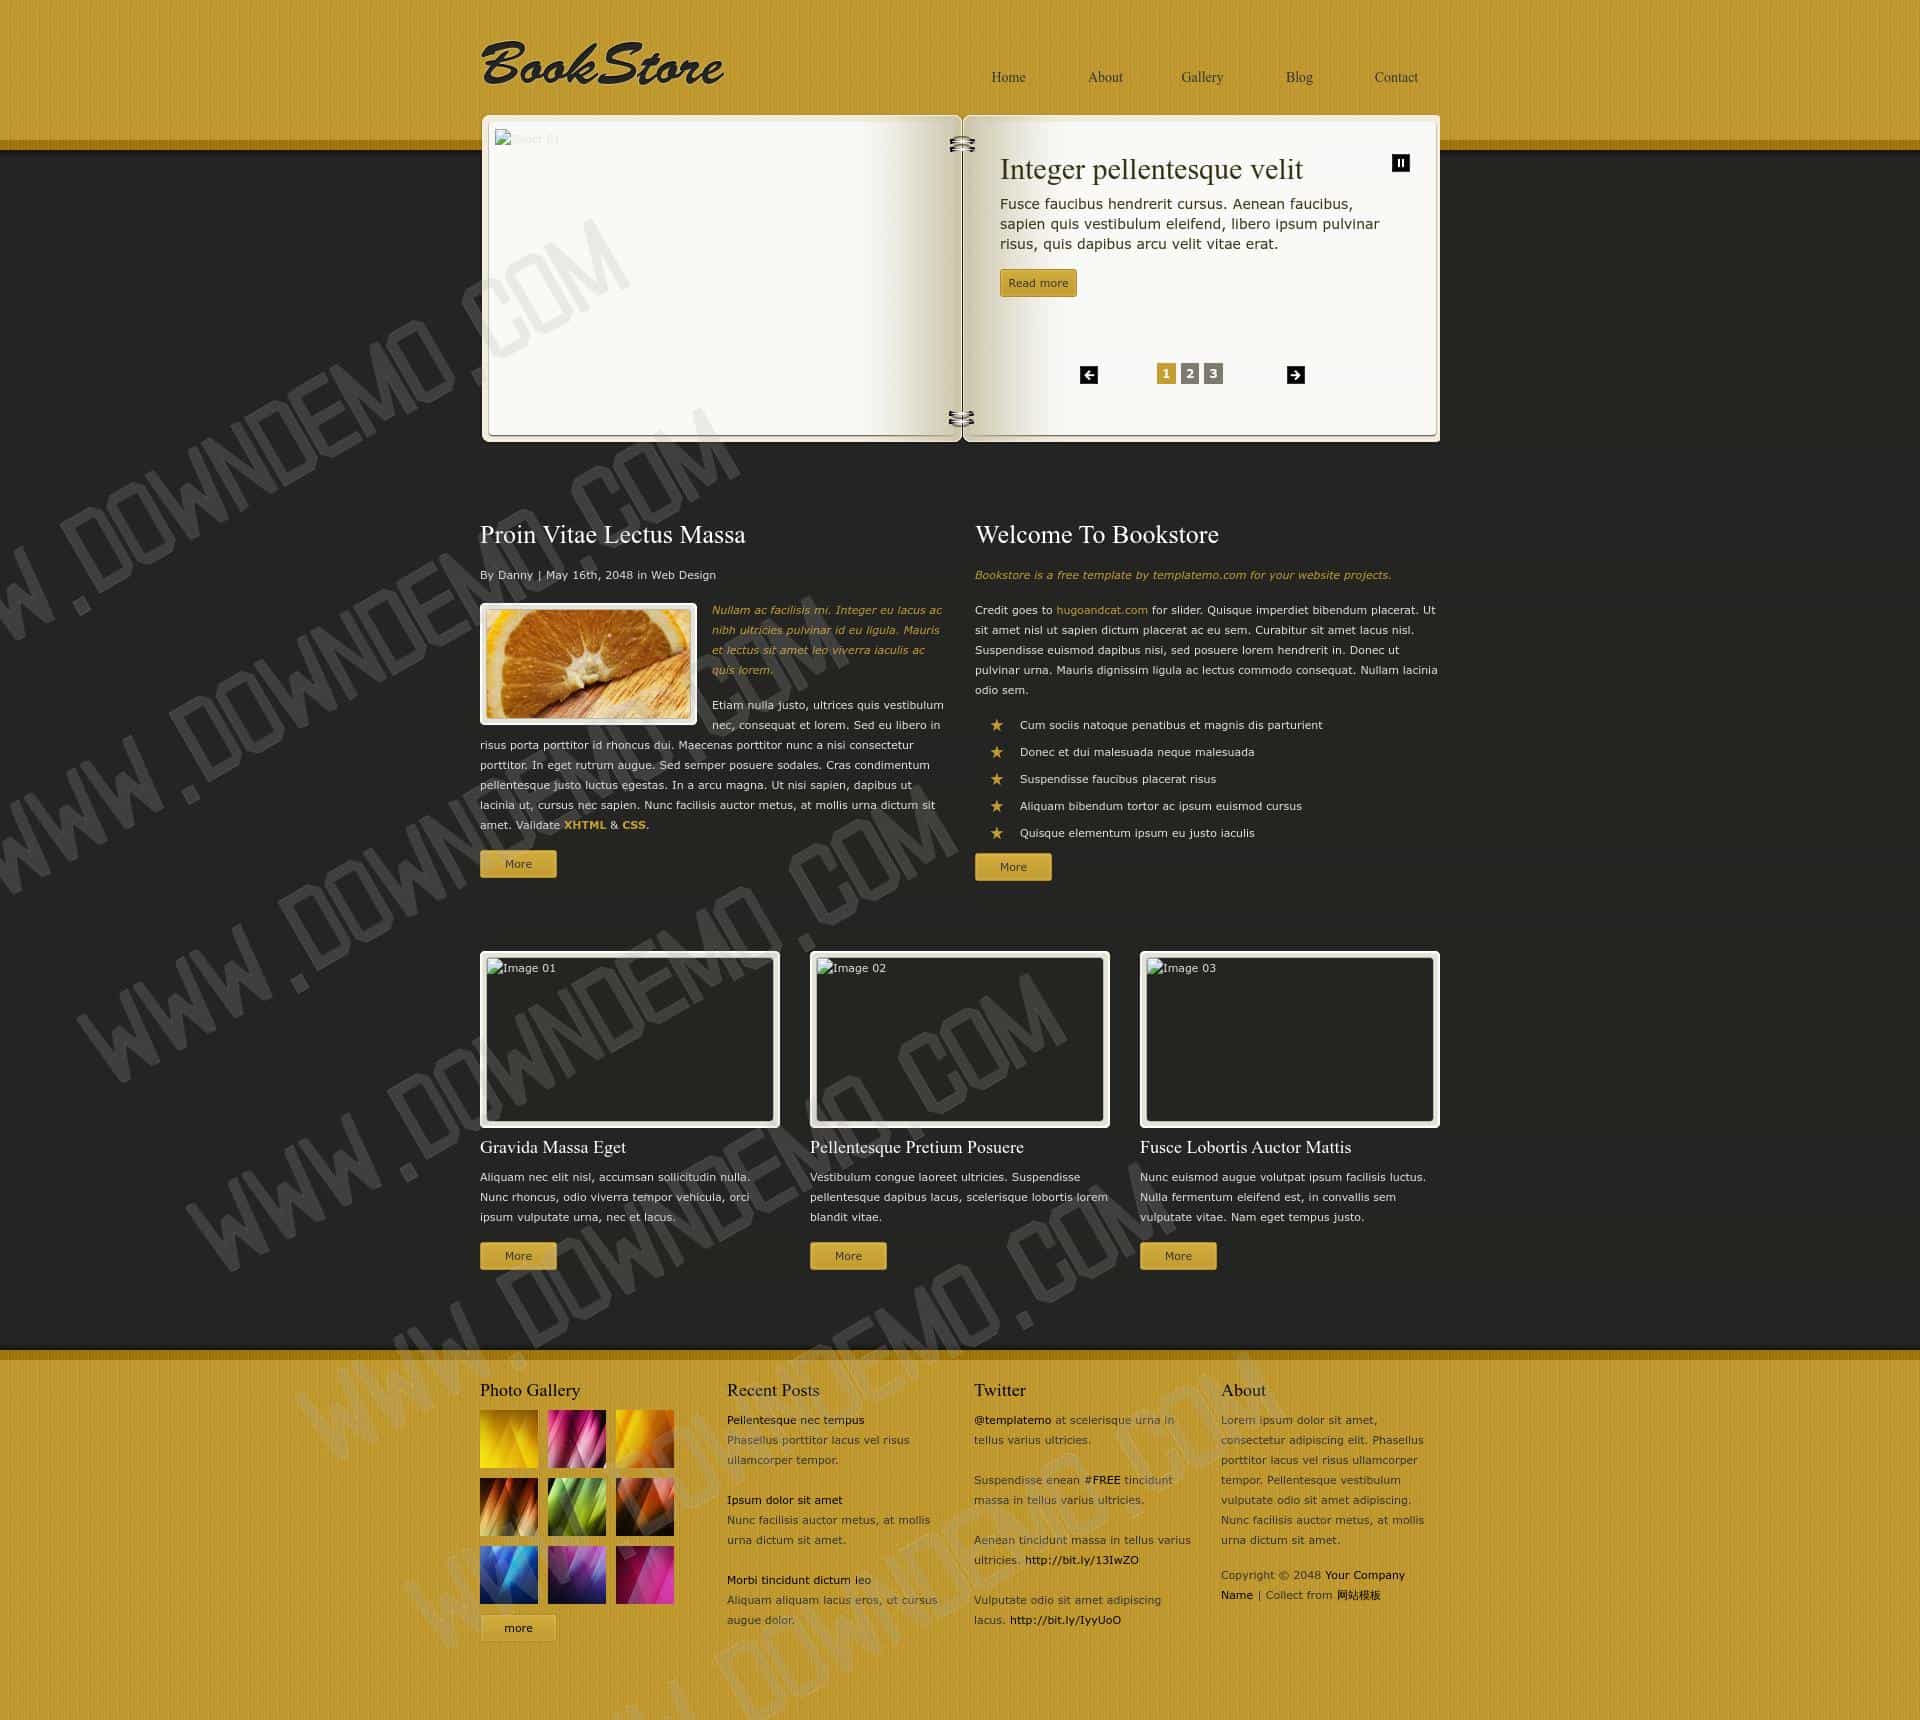 BookStore
Home About Gallery Blog Contact
Slider 01
Integer pellentesque velit
Fusce faucibus hendrerit cursus. Aenean faucibus,
sapien quis vestibulum eleifend, libero ipsum pulvinar
risus, quis dapibus arcu velit vitae erat.
Read more
1 2 3
Proin Vitae Lectus Massa
By Danny | May 16th, 2048 in Web Design
Nullam ac facilisis mi. Integer eu lacus ac
nibh ultricies pulvinar id eu ligula. Mauris
et lectus sit amet leo viverra iaculis ac
quis lorem.
Etiam nulla justo, ultrices quis vestibulum
nec, consequat et lorem. Sed eu libero in
risus porta porttitor id rhoncus dui. Maecenas porttitor nunc a nisi consectetur
porttitor. In eget rutrum augue. Sed semper posuere sodales. Cras condimentum
pellentesque justo luctus egestas. In a arcu magna. Ut nisi sapien, dapibus ut
lacinia ut, cursus nec sapien. Nunc facilisis auctor metus, at mollis urna dictum sit
amet. Validate XHTML & CSS.
More
Welcome To Bookstore
Bookstore is a free template by templatemo.com for your website projects.
Credit goes to hugoandcat.com for slider. Quisque imperdiet bibendum placerat. Ut
sit amet nisl ut sapien dictum placerat ac eu sem. Curabitur sit amet lacus nisl.
Suspendisse euismod dapibus nisi, sed posuere lorem hendrerit in. Donec ut
pulvinar urna. Mauris dignissim ligula ac lectus commodo consequat. Nullam lacinia
odio sem.
Cum sociis natoque penatibus et magnis dis parturient
Donec et dui malesuada neque malesuada
Suspendisse faucibus placerat risus
Aliquam bibendum tortor ac ipsum euismod cursus
Quisque elementum ipsum eu justo iaculis
More
Image 01
Gravida Massa Eget
Aliquam nec elit nisl, accumsan sollicitudin nulla.
Nunc rhoncus, odio viverra tempor vehicula, orci
ipsum vulputate urna, nec et lacus.
More
Image 02
Pellentesque Pretium Posuere
Vestibulum congue laoreet ultricies. Suspendisse
pellentesque dapibus lacus, scelerisque lobortis lorem
blandit vitae.
More
Image 03
Fusce Lobortis Auctor Mattis
Nunc euismod augue volutpat ipsum facilisis luctus.
Nulla fermentum eleifend est, in convallis sem
vulputate vitae. Nam eget tempus justo.
More
Photo Gallery
more
Recent Posts
Pellentesque nec tempus
Phasellus porttitor lacus vel risus
ullamcorper tempor.
Ipsum dolor sit amet
Nunc facilisis auctor metus, at mollis
urna dictum sit amet.
Morbi tincidunt dictum leo
Aliquam aliquam lacus eros, ut cursus
augue dolor.
Twitter
@templatemo at scelerisque urna in
tellus varius ultricies.
Suspendisse enean #FREE tincidunt
massa in tellus varius ultricies.
Aenean tincidunt massa in tellus varius
ultricies. http://bit.ly/13IwZO
Vulputate odio sit amet adipiscing
lacus. http://bit.ly/IyyUoO
About
Lorem ipsum dolor sit amet,
consectetur adipiscing elit. Phasellus
porttitor lacus vel risus ullamcorper
tempor. Pellentesque vestibulum
vulputate odio sit amet adipiscing.
Nunc facilisis auctor metus, at mollis
urna dictum sit amet.
Copyright © 2048 Your Company
Name | Collect from 网站模板
WWW.DOWNDEMO.COM
WWW.DOWNDEMO.COM
WWW.DOWNDEMO.COM
WWW.DOWNDEMO.COM
WWW.DOWNDEMO.COM
WWW.DOWNDEMO.COM
WWW.DOWNDEMO.COM